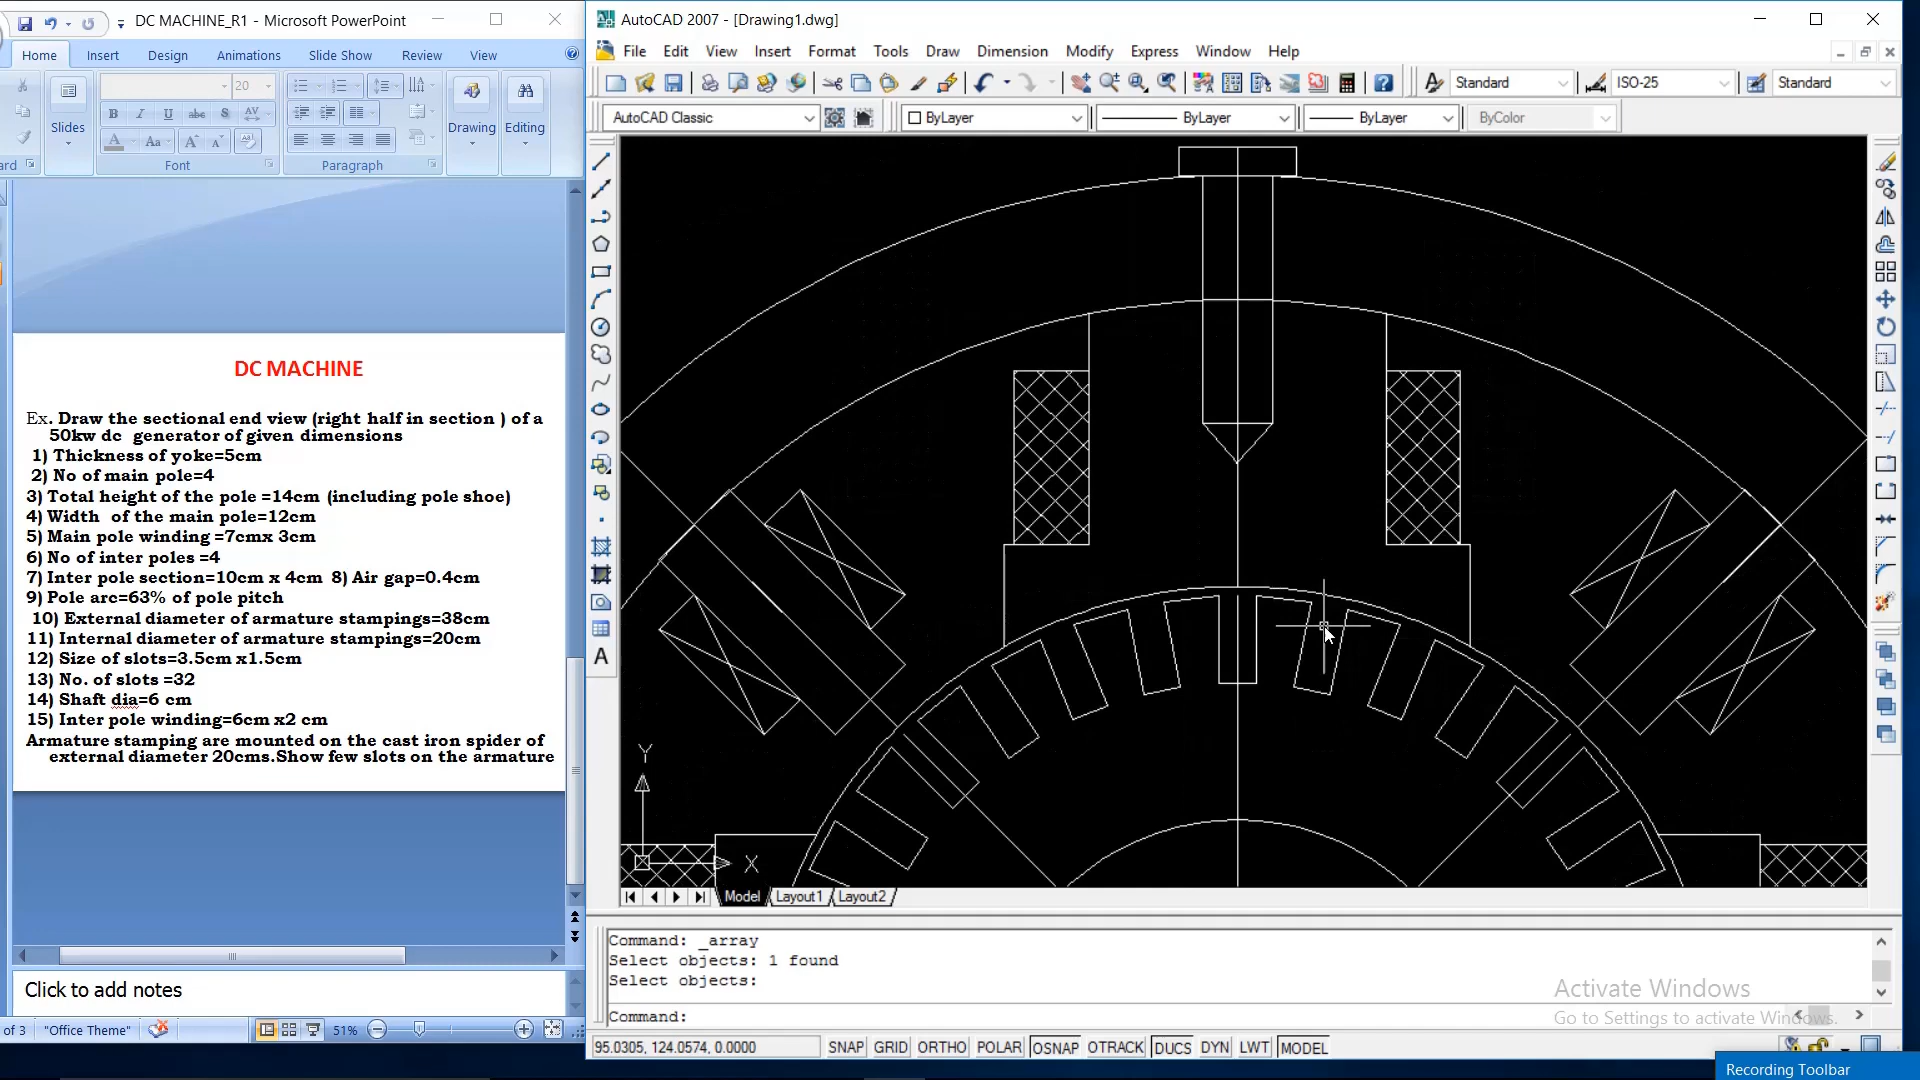 DC MACHINE_R1 - Microsoft PowerPoint
Home Insert Design Animations Slide Show Review View
20
Slides
Drawing
Editing
B I U abc S AV
A Aa A A
ard Font Paragraph
DC MACHINE
Ex. Draw the sectional end view (right half in section ) of a
50kw dc generator of given dimensions
1) Thickness of yoke=5cm
2) No of main pole=4
3) Total height of the pole =14cm (including pole shoe)
4) Width of the main pole=12cm
5) Main pole winding =7cmx 3cm
6) No of inter poles =4
7) Inter pole section=10cm x 4cm 8) Air gap=0.4cm
9) Pole arc=63% of pole pitch
10) External diameter of armature stampings=38cm
11) Internal diameter of armature stampings=20cm
12) Size of slots=3.5cm x1.5cm
13) No. of slots =32
14) Shaft dia=6 cm
15) Inter pole winding=6cm x2 cm
Armature stamping are mounted on the cast iron spider of
external diameter 20cms.Show few slots on the armature
Click to add notes
of 3 "Office Theme" 51%
AutoCAD 2007 - [Drawing1.dwg]
File Edit View Insert Format Tools Draw Dimension Modify Express Window Help
Standard ISO-25 Standard
AutoCAD Classic ByLayer ByLayer ByLayer ByColor
A
Y
X
Model Layout1 Layout2
Command: _array
Select objects: 1 found
Select objects:
Command:
Activate Windows
Go to Settings to activate Windows.
95.0305, 124.0574, 0.0000 SNAP GRID ORTHO POLAR OSNAP OTRACK DUCS DYN LWT MODEL
Recording Toolbar